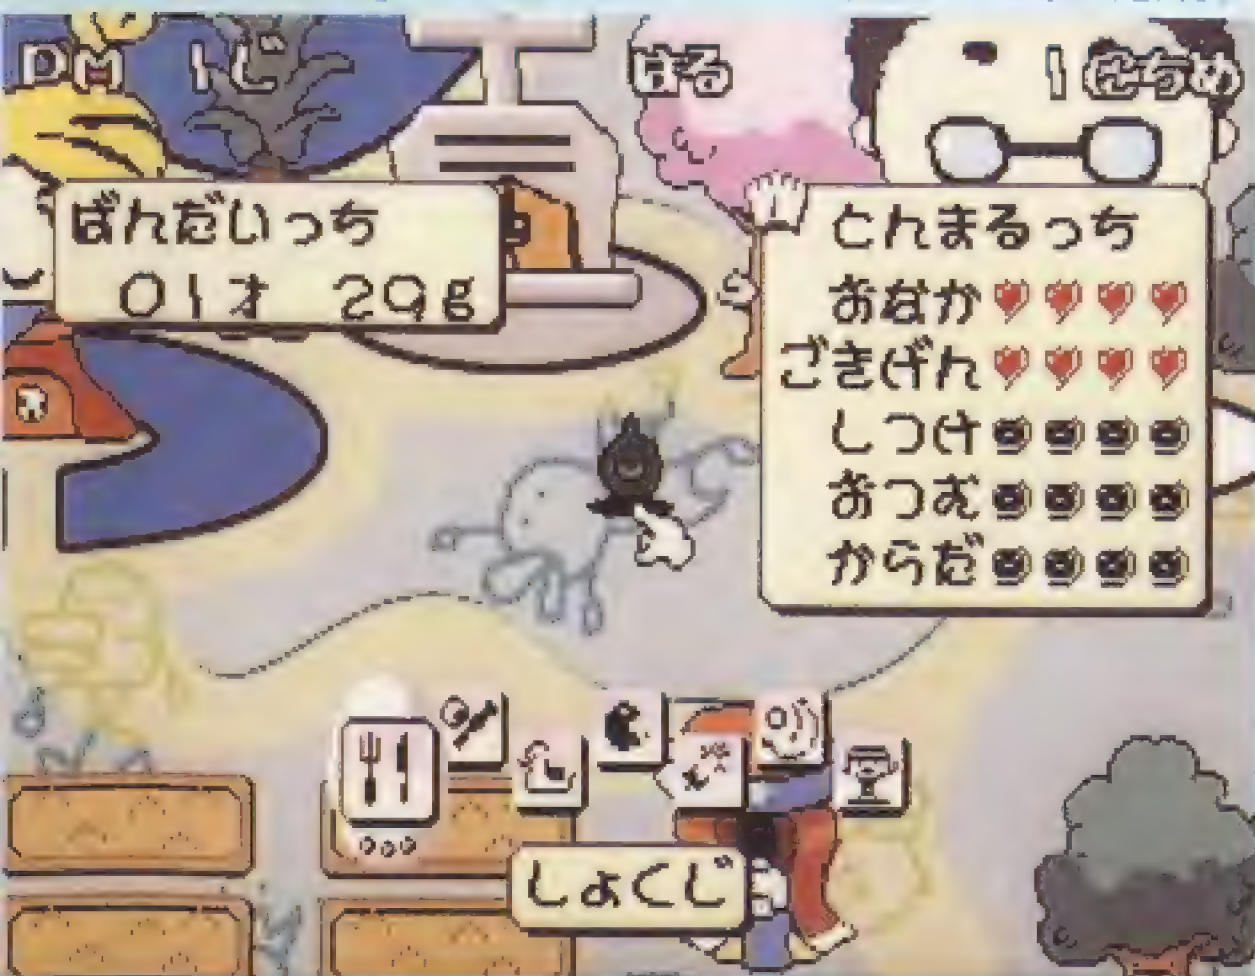 PM 1じ
はる 1にちめ
ばんだいっち
01才 29g
とんまるっち
おなか
ごきげん
しつけ
おつむ
からだ
しょくじ